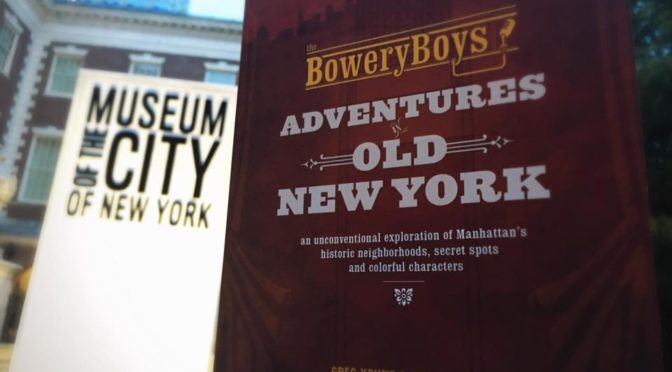 MUSEUM
OF THE
CITY
OF NEW YORK
the
BoweryBoys
ADVENTURES
in
OLD
NEW YORK
an unconventional exploration of Manhattan's
historic neighborhoods, secret spots
and colorful characters